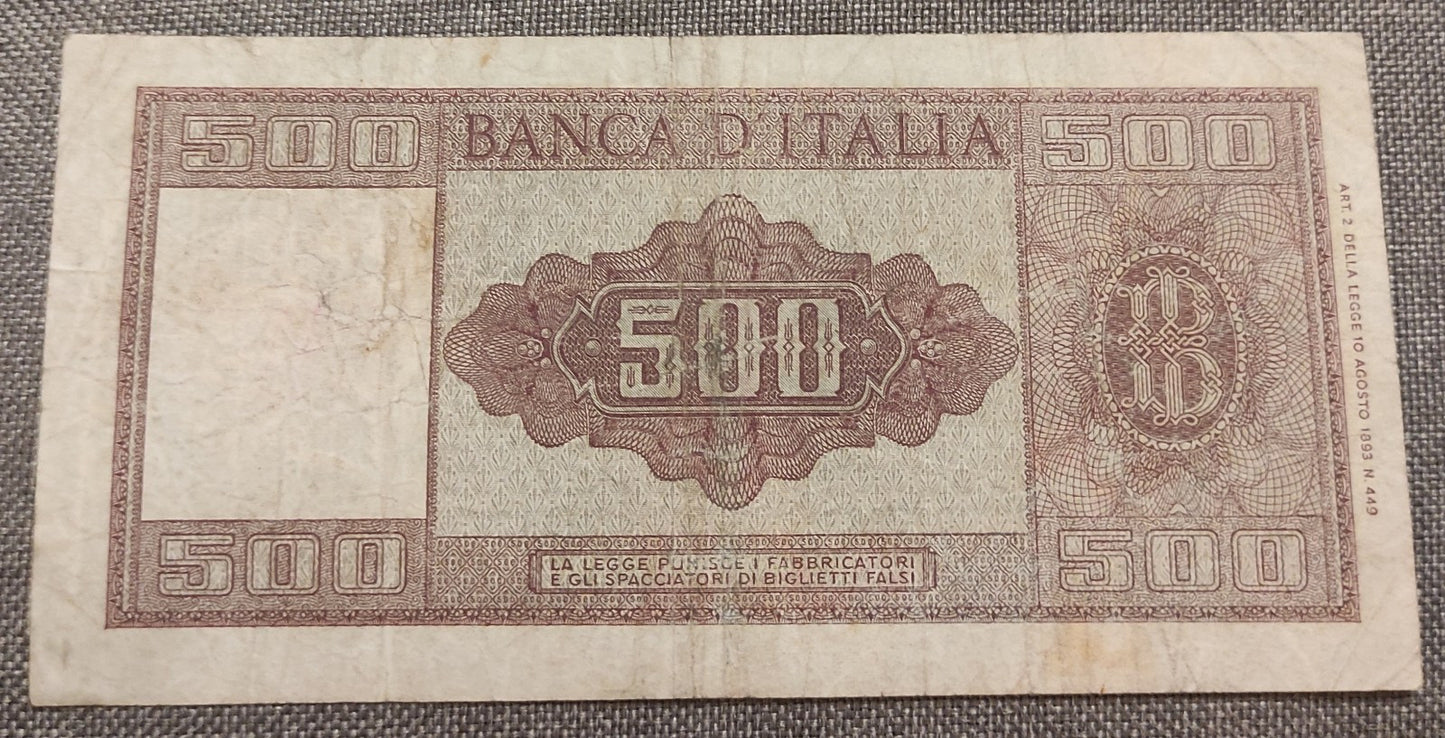 500 BANCA D'ITALIA 500
500
ART. 2 DELLA LEGGE 10 AGOSTO 1893 N. 449
500 500
LA LEGGE PUNISCE I FABBRICATORI
E GLI SPACCIATORI DI BIGLIETTI FALSI